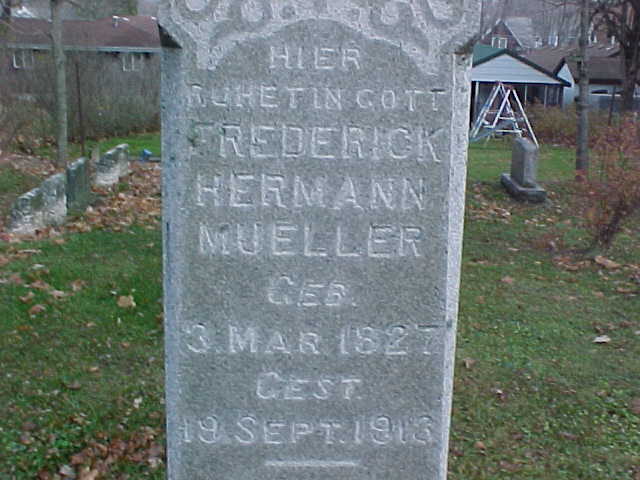 HIER
RUHET IN GOTT
FREDERICK
HERMANN
MUELLER
GEB.
3. MAR 1827
GEST.
19. SEPT. 1913